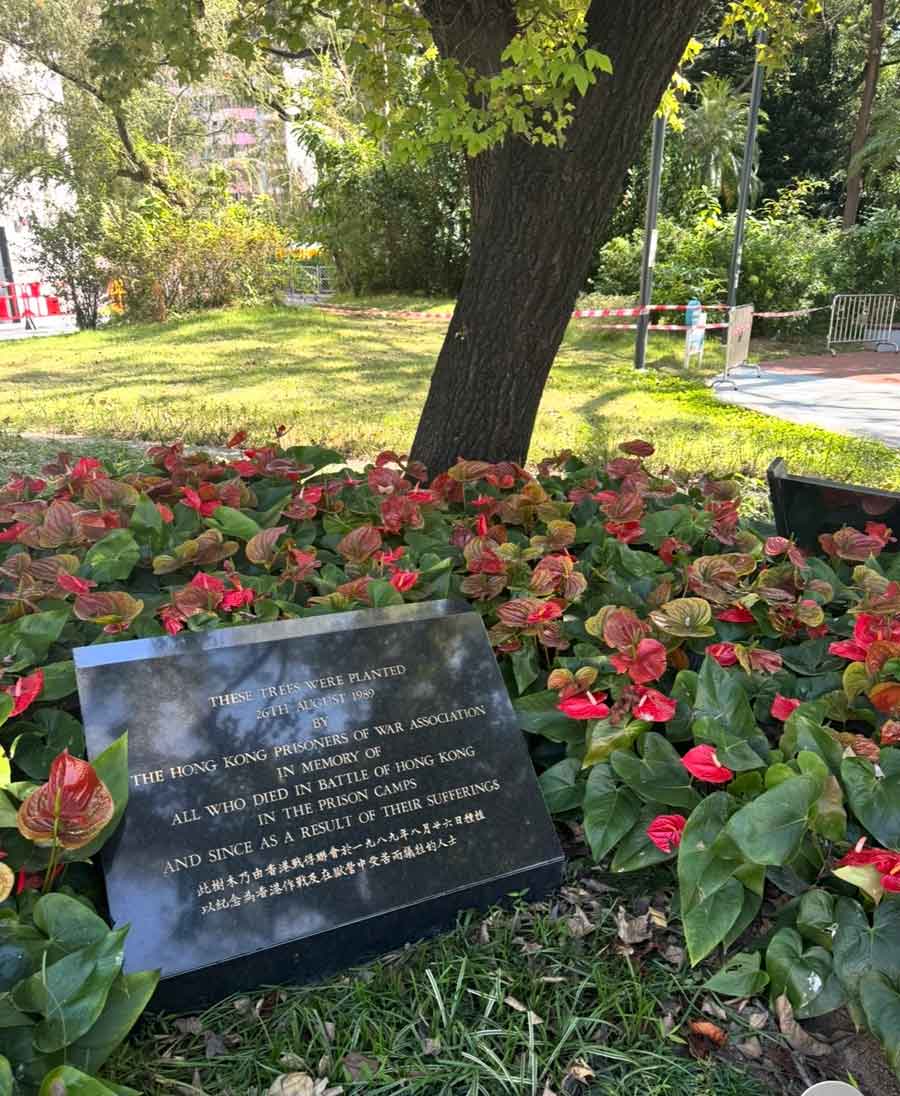 THESE TREES WERE PLANTED
26TH AUGUST 1989
BY
THE HONG KONG PRISONERS OF WAR ASSOCIATION
IN MEMORY OF
ALL WHO DIED IN BATTLE OF HONG KONG
IN THE PRISON CAMPS
AND SINCE AS A RESULT OF THEIR SUFFERINGS
此樹木乃由香港戰俘聯會於一九八九年八月廿六日種植
以紀念為香港作戰及在獄營中受苦而犧牲的人士